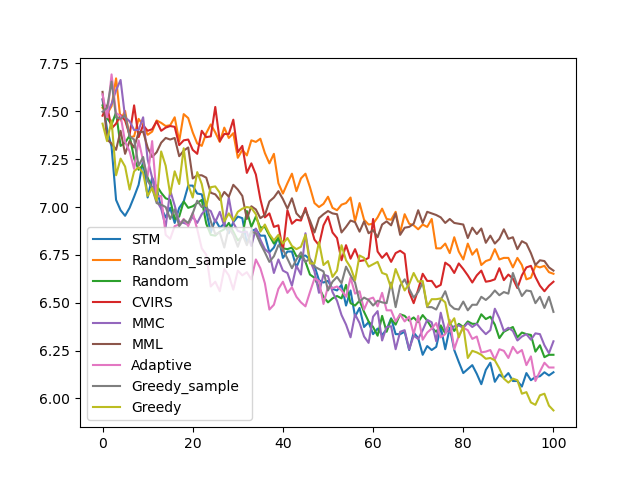 7.75
7.50
7.25
7.00
6.75
6.50
6.25
6.00
STM
Random_sample
Random
CVIRS
MMC
MML
Adaptive
Greedy_sample
Greedy
0
20
40
60
80
100